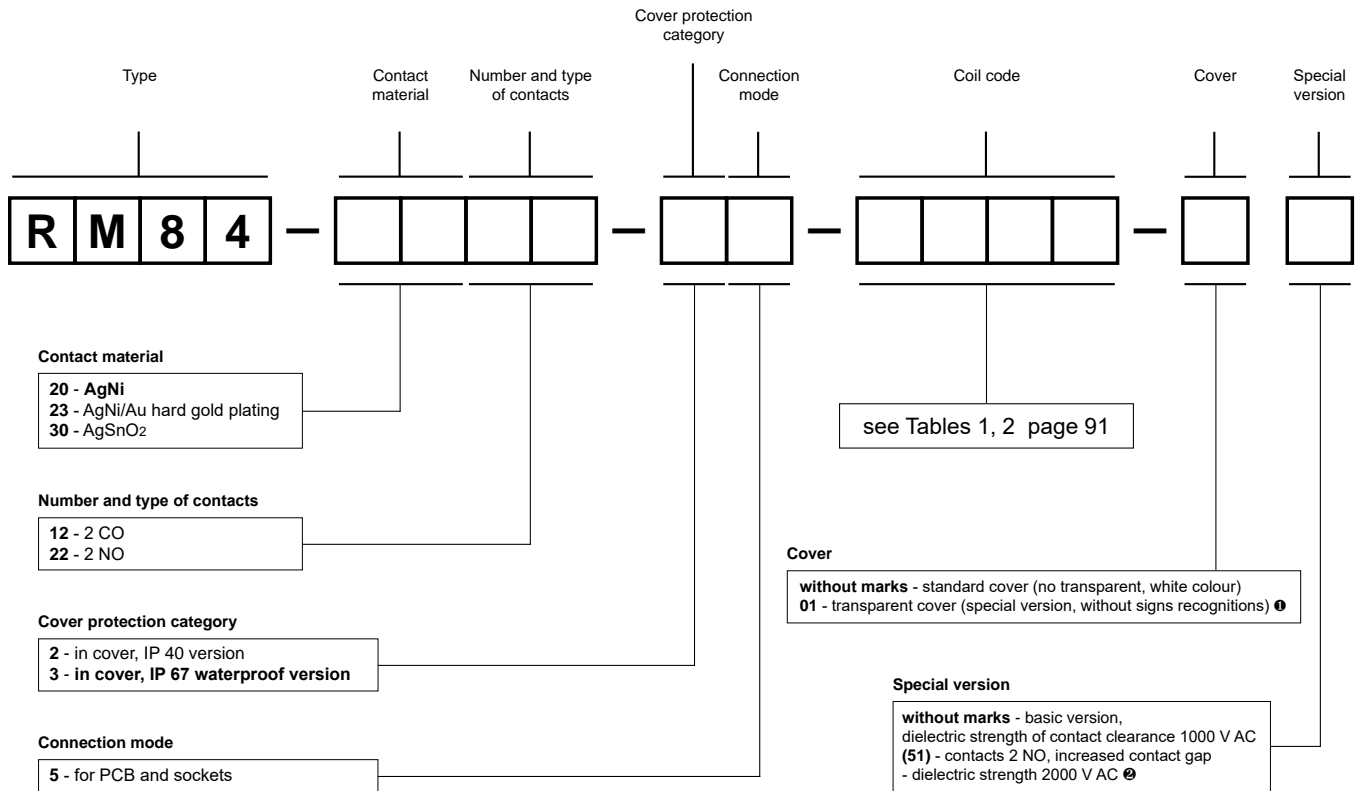 Cover protection
category
Type
Contact
material
Number and type
of contacts
Connection
mode
Coil code
Cover
Special
version
R M 8 4 – – – –
Contact material
20 - AgNi
23 - AgNi/Au hard gold plating
30 - AgSnO2
see Tables 1, 2 page 91
Number and type of contacts
12 - 2 CO
22 - 2 NO
Cover
without marks - standard cover (no transparent, white colour)
01 - transparent cover (special version, without signs recognitions) ❶
Cover protection category
2 - in cover, IP 40 version
3 - in cover, IP 67 waterproof version
Special version
without marks - basic version,
dielectric strength of contact clearance 1000 V AC
(51) - contacts 2 NO, increased contact gap
- dielectric strength 2000 V AC ❷
Connection mode
5 - for PCB and sockets